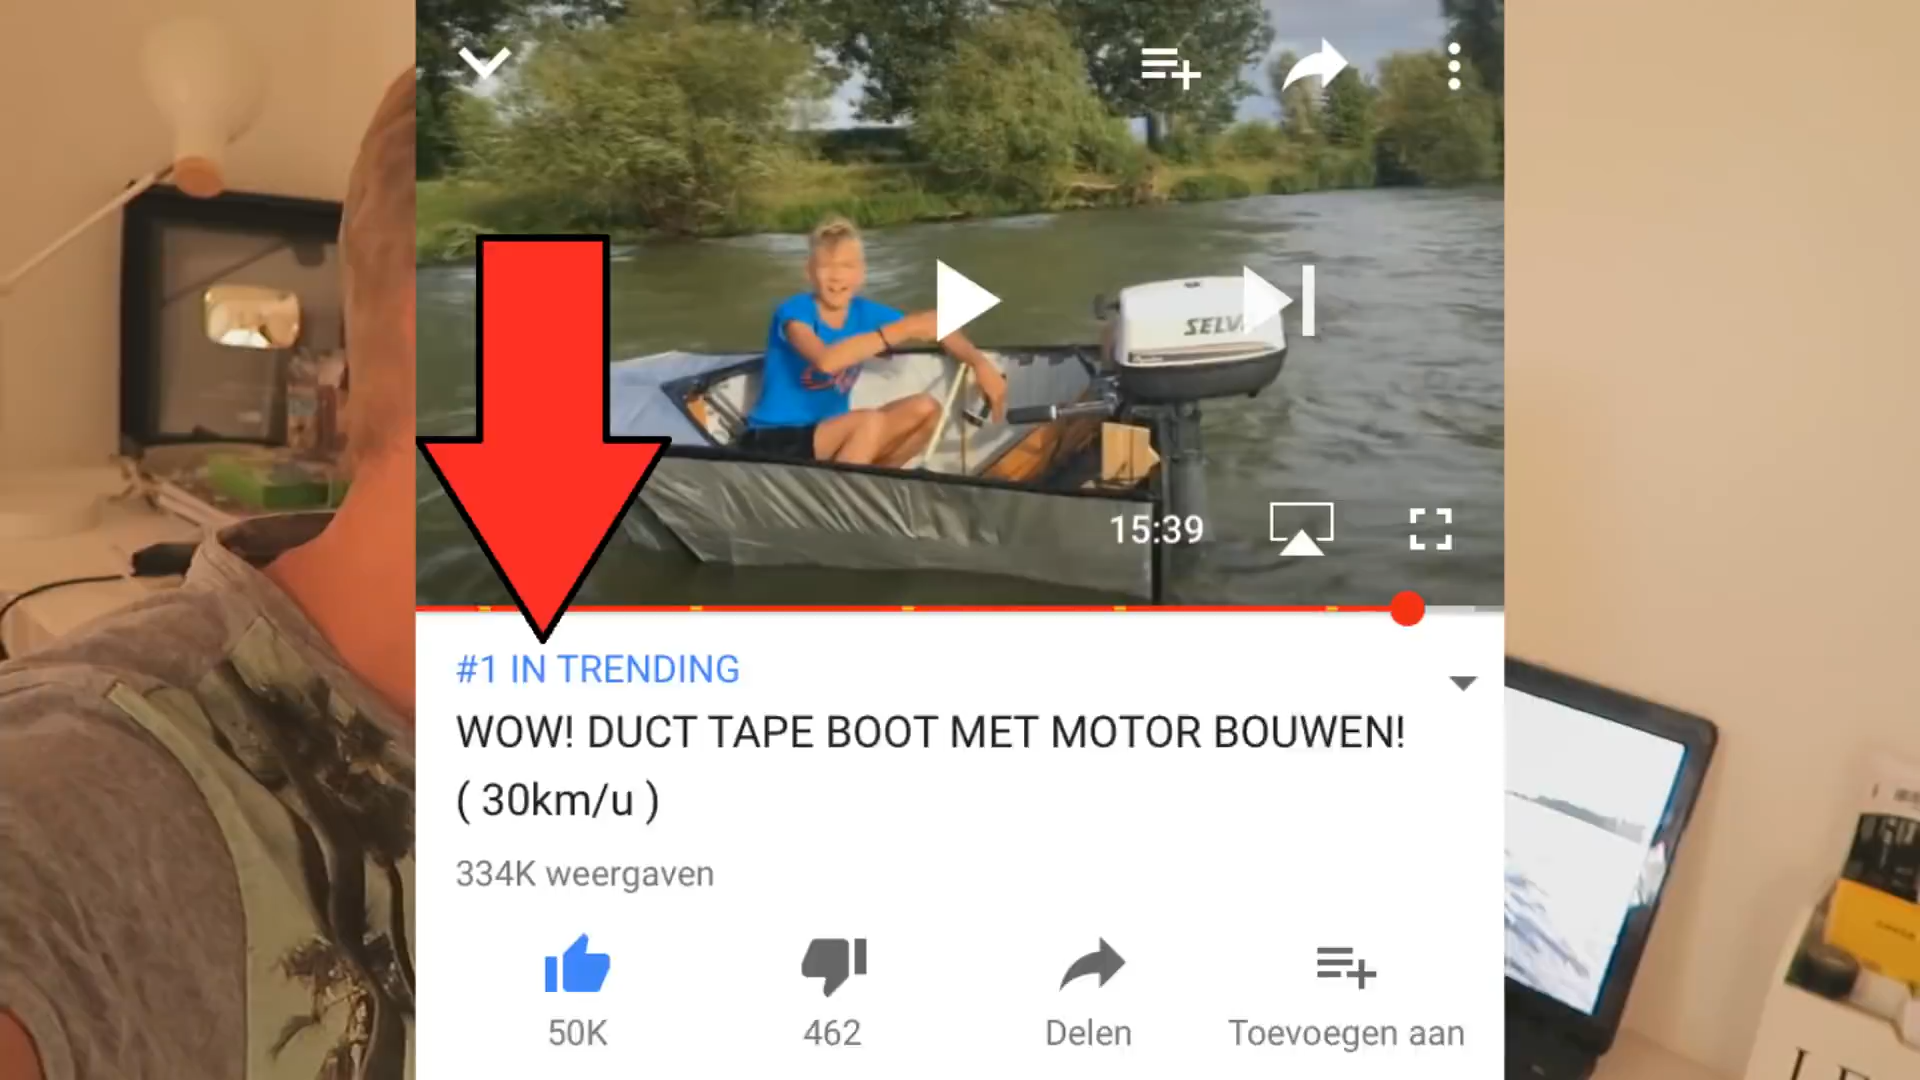 SELV
15:39
#1 IN TRENDING
WOW! DUCT TAPE BOOT MET MOTOR BOUWEN!
( 30km/u )
334K weergaven
50K
462
Delen
Toevoegen aan